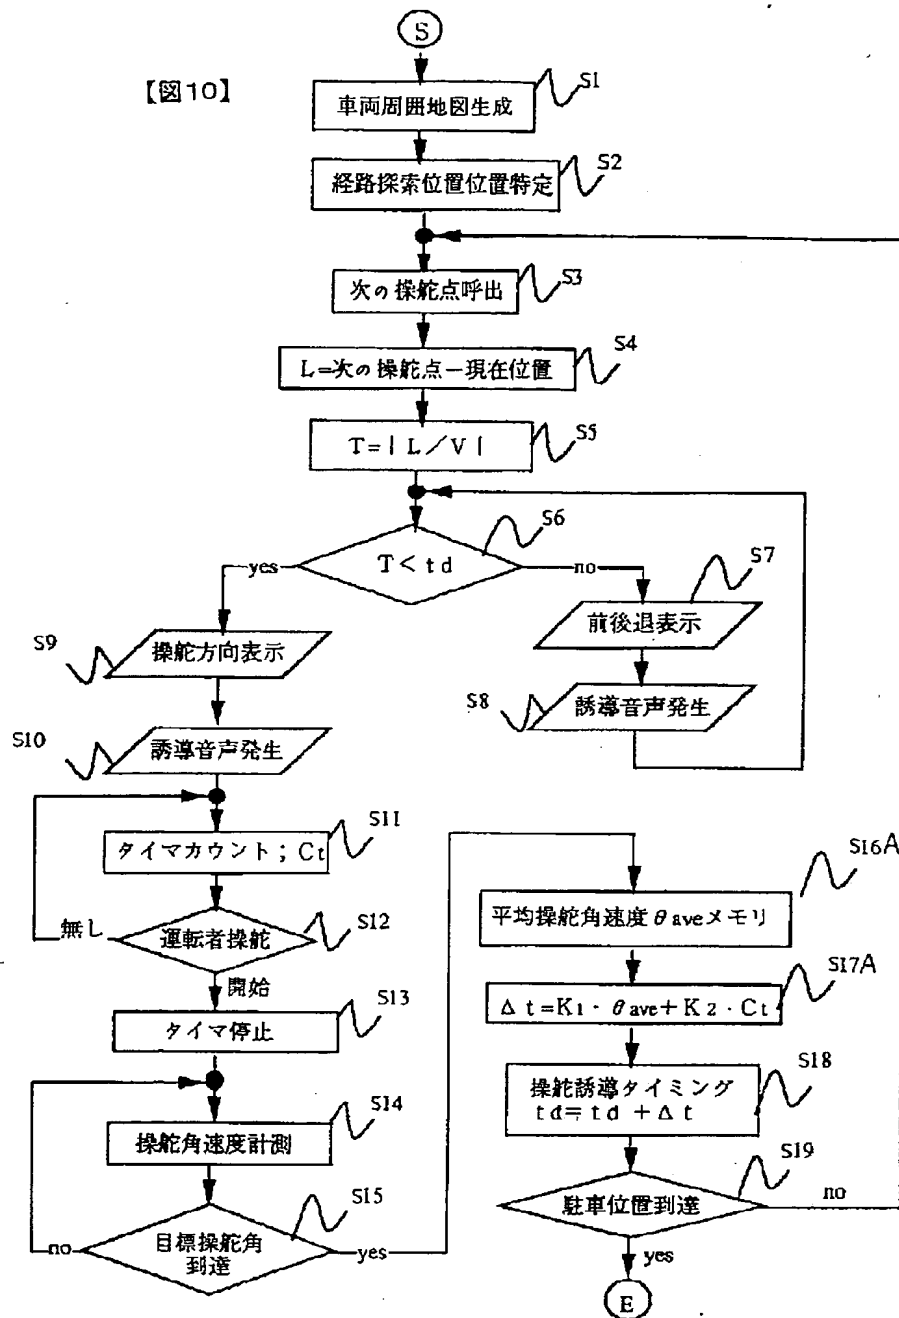 S
【図10】
車両周囲地図生成
S1
経路探索位置位置特定
S2
次の操舵点呼出
S3
L=次の操舵点－現在位置
S4
T=|L／V|
S5
T<td
S6
yes
no
前後退表示
S7
誘導音声発生
S8
操舵方向表示
S9
誘導音声発生
S10
タイマカウント；Ct
S11
運転者操舵
S12
無し
開始
タイマ停止
S13
操舵角速度計測
S14
目標操舵角
到達
S15
no
yes
平均操舵角速度θaveメモリ
S16A
Δt=K1・θave+K2・Ct
S17A
操舵誘導タイミング
td=td+Δt
S18
駐車位置到達
S19
no
yes
E